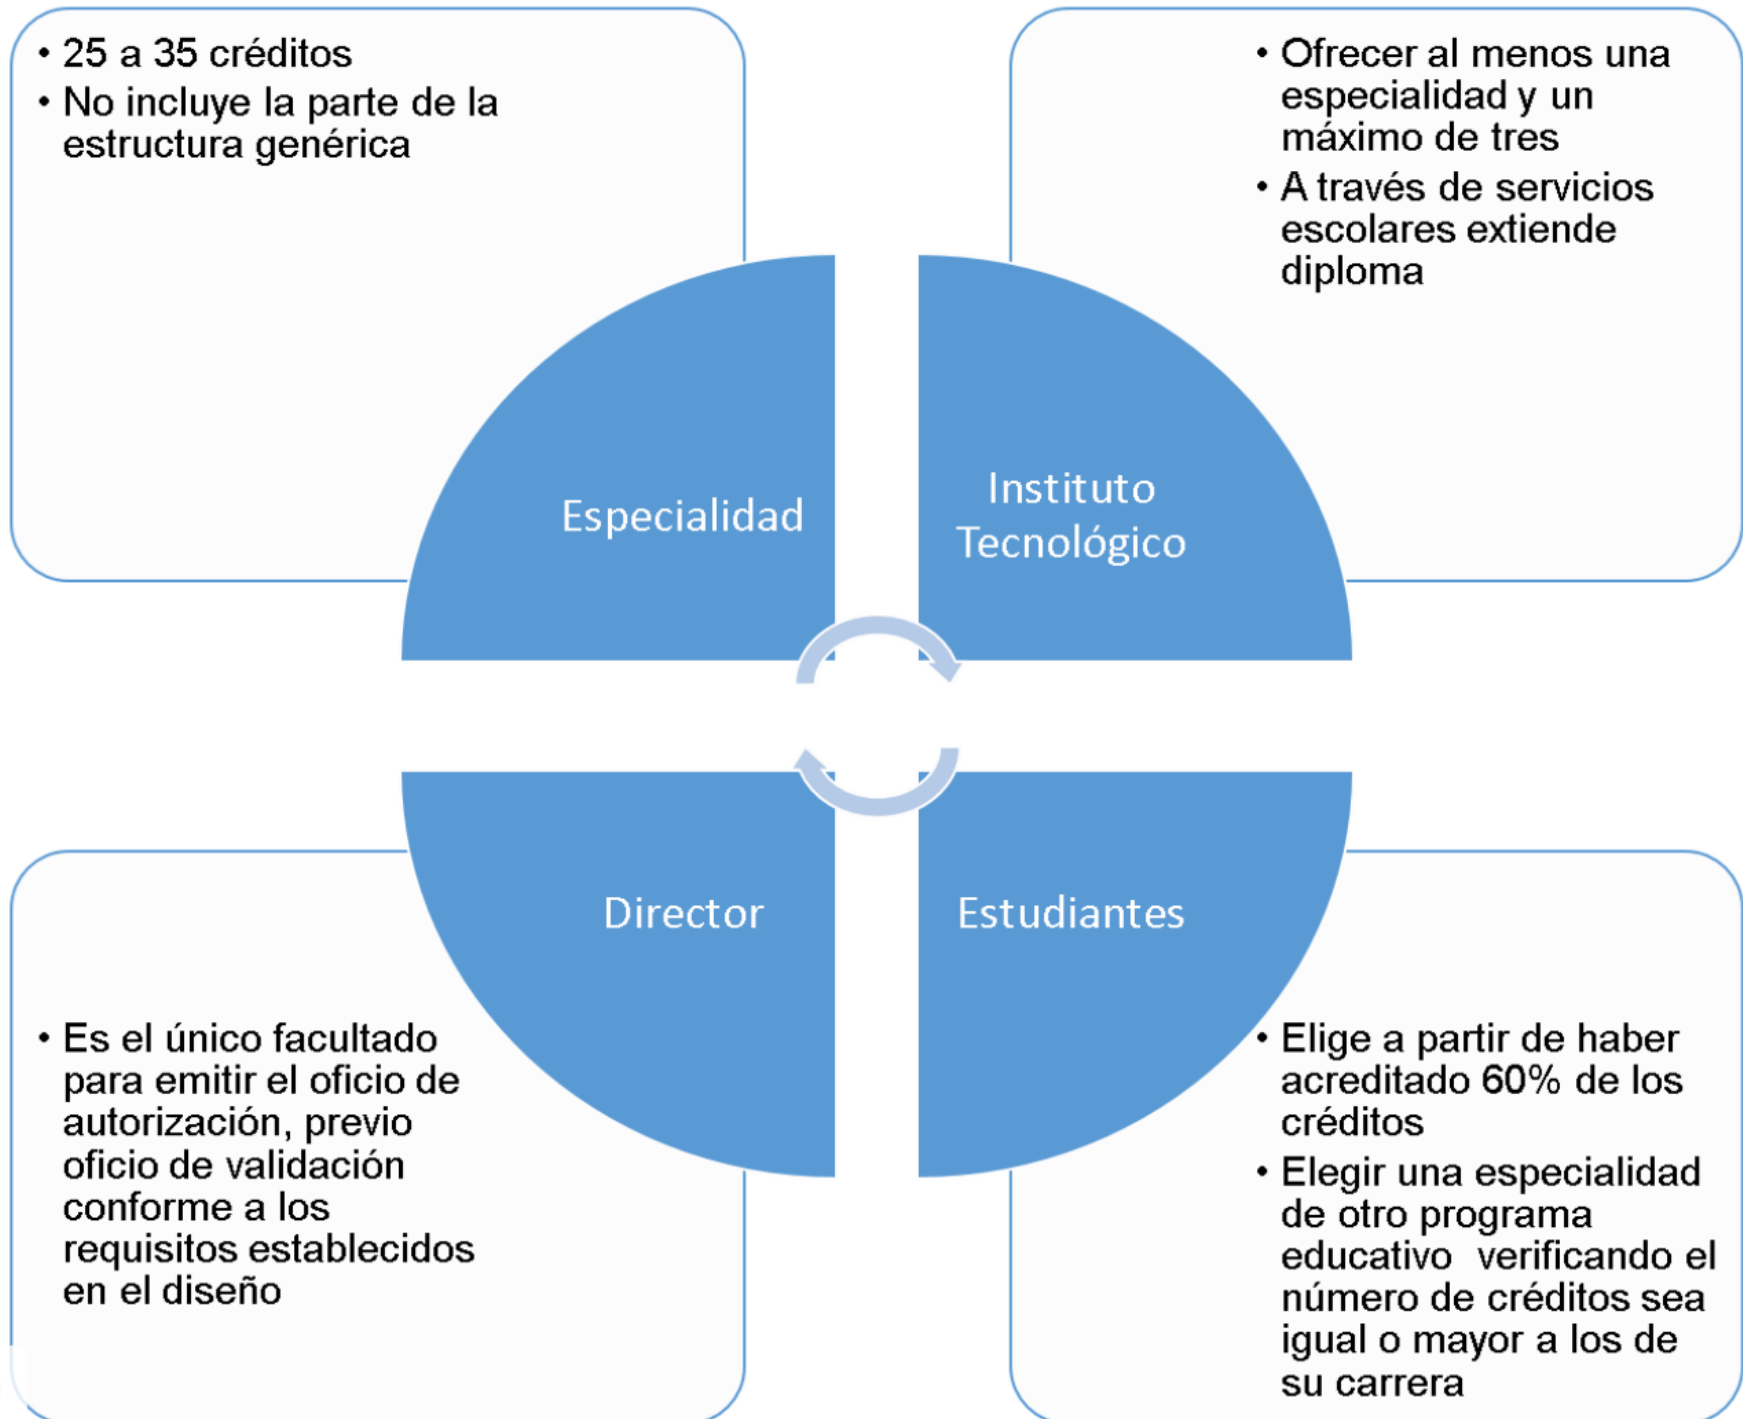 • 25 a 35 créditos
• No incluye la parte de la
estructura genérica
• Ofrecer al menos una
especialidad y un
máximo de tres
• A través de servicios
escolares extiende
diploma
Especialidad
Instituto
Tecnológico
Director
Estudiantes
• Es el único facultado
para emitir el oficio de
autorización, previo
oficio de validación
conforme a los
requisitos establecidos
en el diseño
• Elige a partir de haber
acreditado 60% de los
créditos
• Elegir una especialidad
de otro programa
educativo  verificando el
número de créditos sea
igual o mayor a los de
su carrera